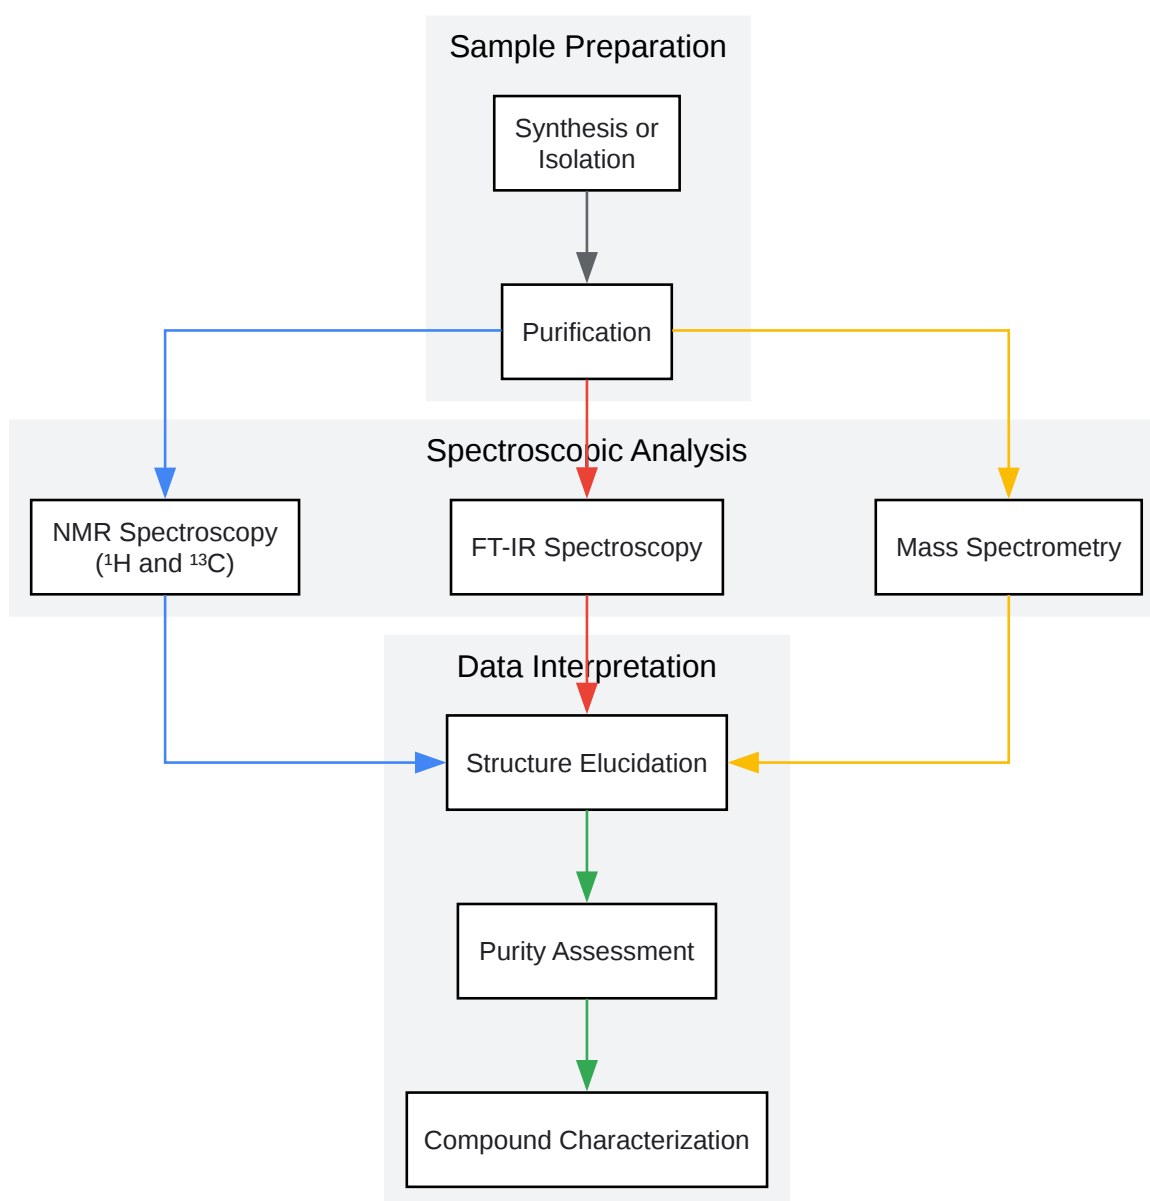 Sample Preparation
Synthesis or
Isolation
Purification
Spectroscopic Analysis
NMR Spectroscopy
(¹H and ¹³C)
FT-IR Spectroscopy
Mass Spectrometry
Data Interpretation
Structure Elucidation
Purity Assessment
Compound Characterization